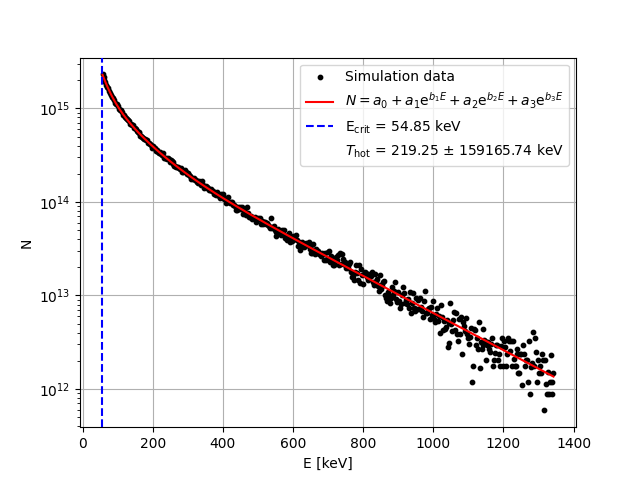 Simulation data
N = a₀ + a₁e^{b₁E} + a₂e^{b₂E} + a₃e^{b₃E}
E_crit = 54.85 keV
T_hot = 219.25 ± 159165.74 keV
10¹⁵
10¹⁴
10¹³
10¹²
N
0 200 400 600 800 1000 1200 1400
E [keV]